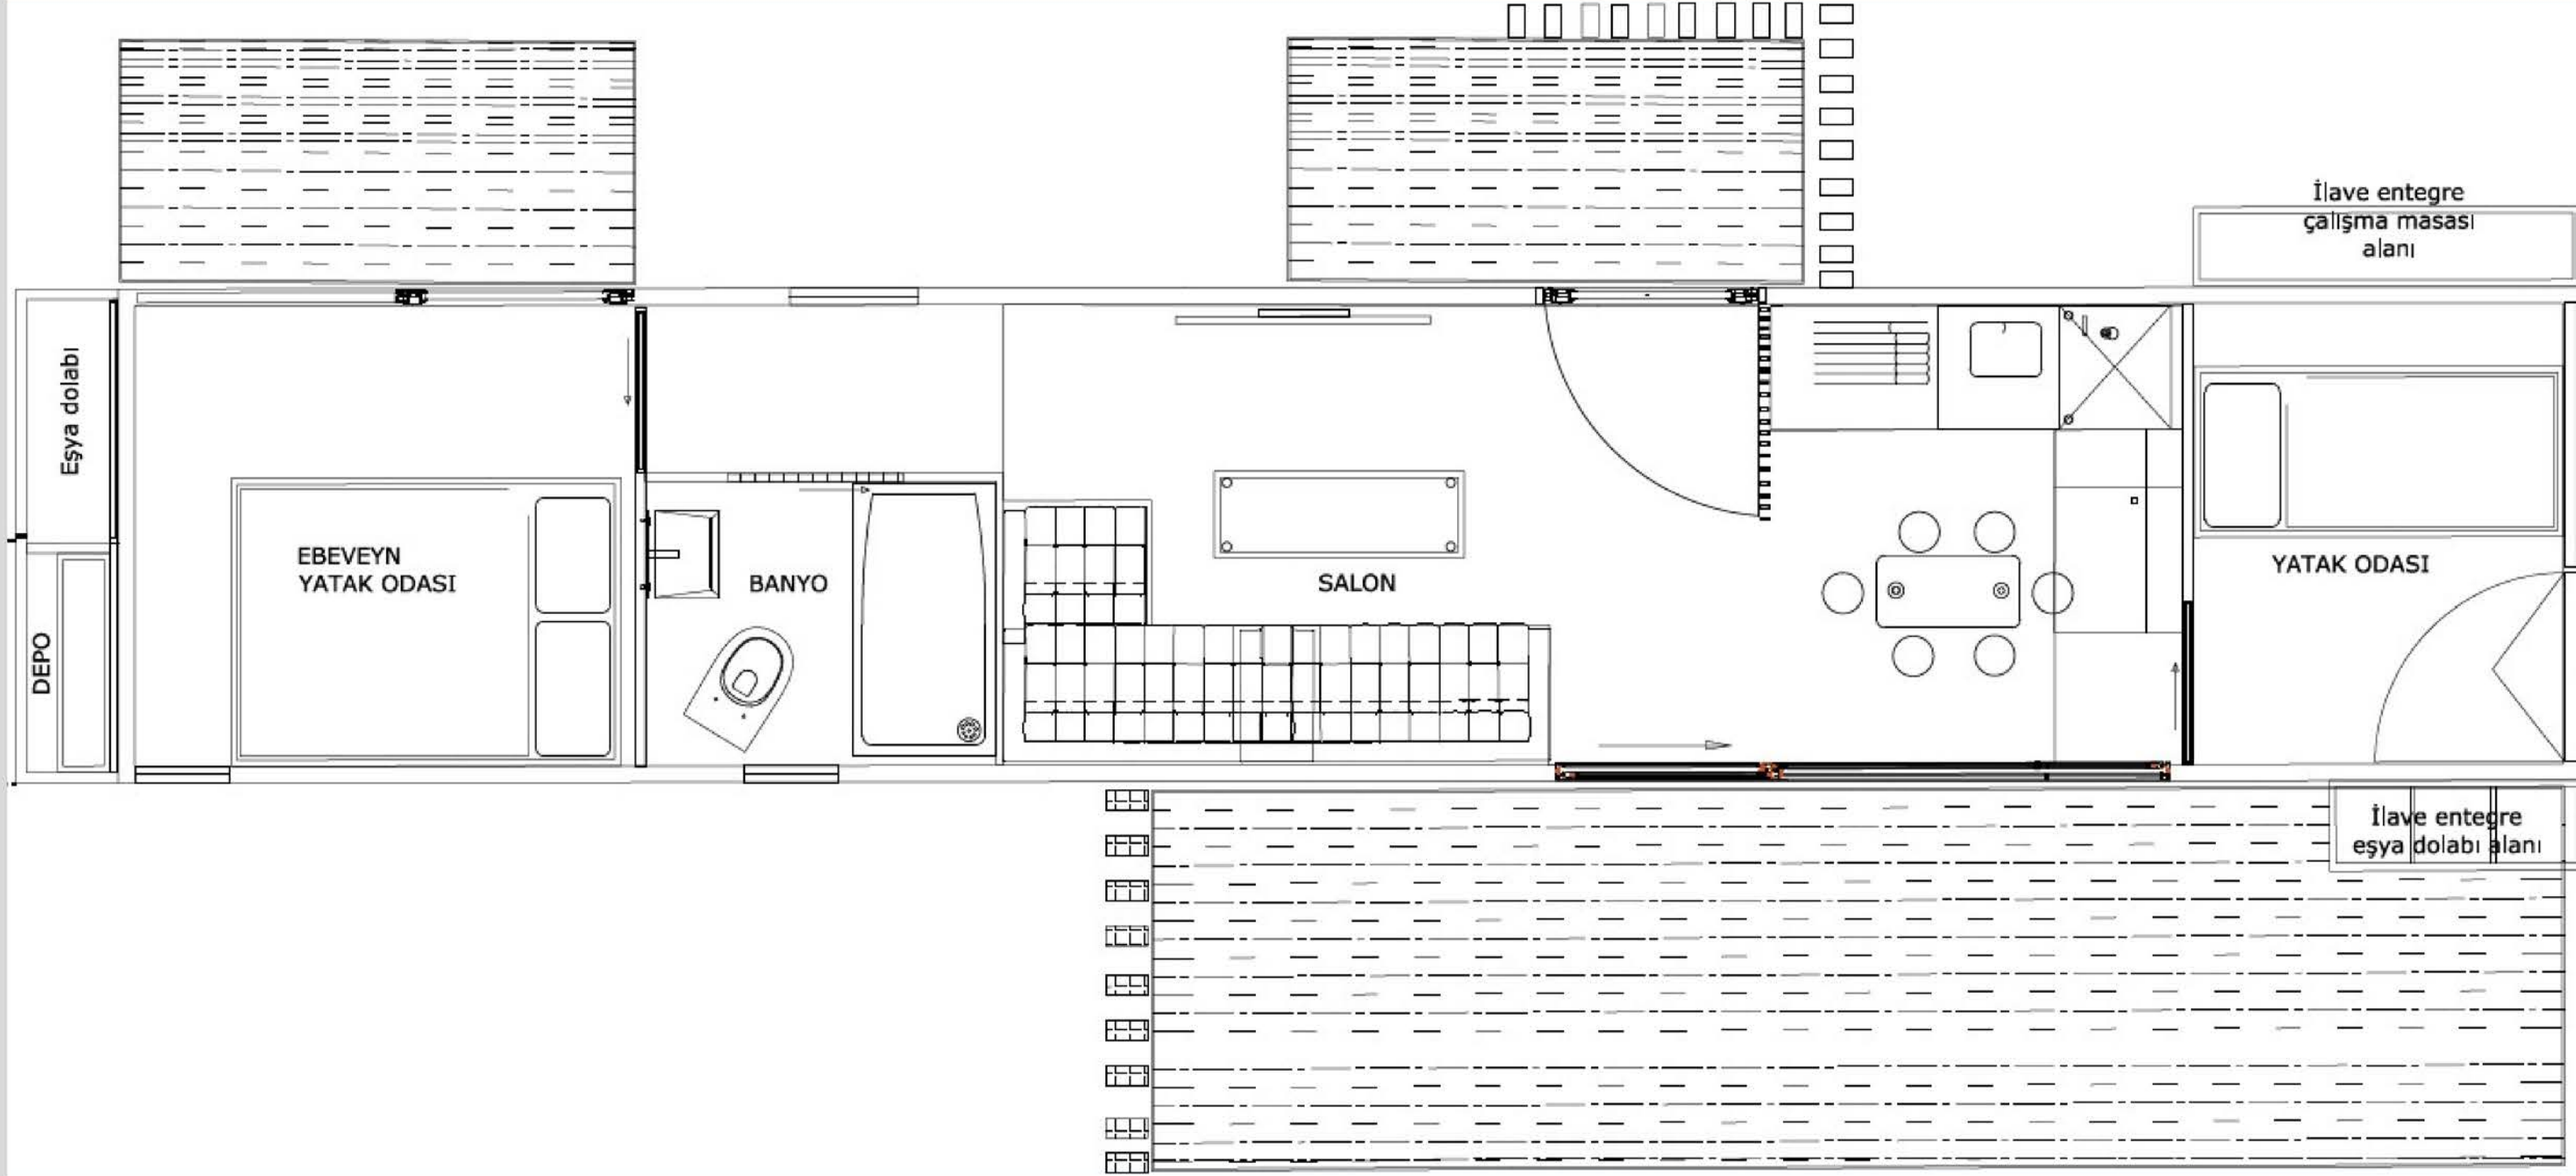 İlave entegre
çalışma masası
alanı
Eşya dolabı
DEPO
EBEVEYN
YATAK ODASI
BANYO
SALON
YATAK ODASI
İlave entegre
eşya dolabı alanı